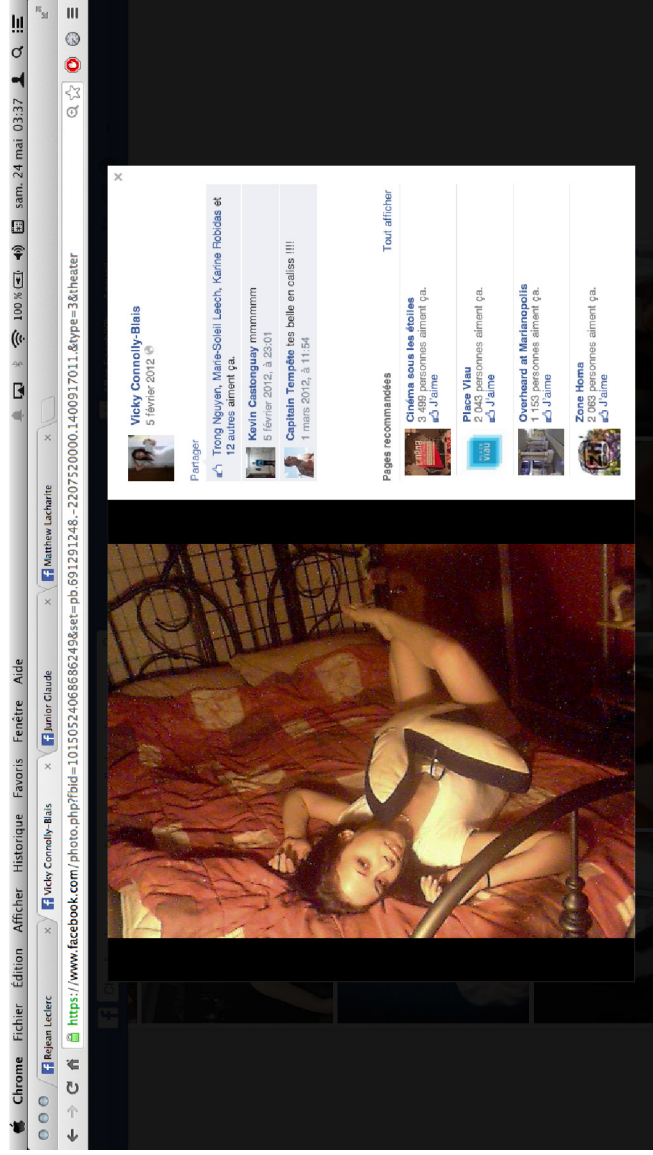 Chrome Fichier Édition Afficher Historique Favoris Fenêtre Aide 100 % sam. 24 mai 03:37
Rejean Leclerc × Vicky Connolly-Blais × Junior Claude × Matthew Lacharite ×
https://www.facebook.com/photo.php?fbid=10150524068686249&set=pb.691291248.-2207520000.1400917011.&type=3&theater
Vicky Connolly-Blais
5 février 2012
Partager
Trong Nguyen, Marie-Soleil Leech, Karine Robidas et
12 autres aiment ça.
Kevin Castonguay mmmmmm
5 février 2012, à 23:01
Capitain Tempête tes belle en caliss !!!!
1 mars 2012, à 11:54
Pages recommandées Tout afficher
Cinéma sous les étoiles
3 499 personnes aiment ça.
J'aime
Place Viau
2 043 personnes aiment ça.
J'aime
Overheard at Marianopolis
1 153 personnes aiment ça.
J'aime
Zone Homa
2 063 personnes aiment ça.
J'aime